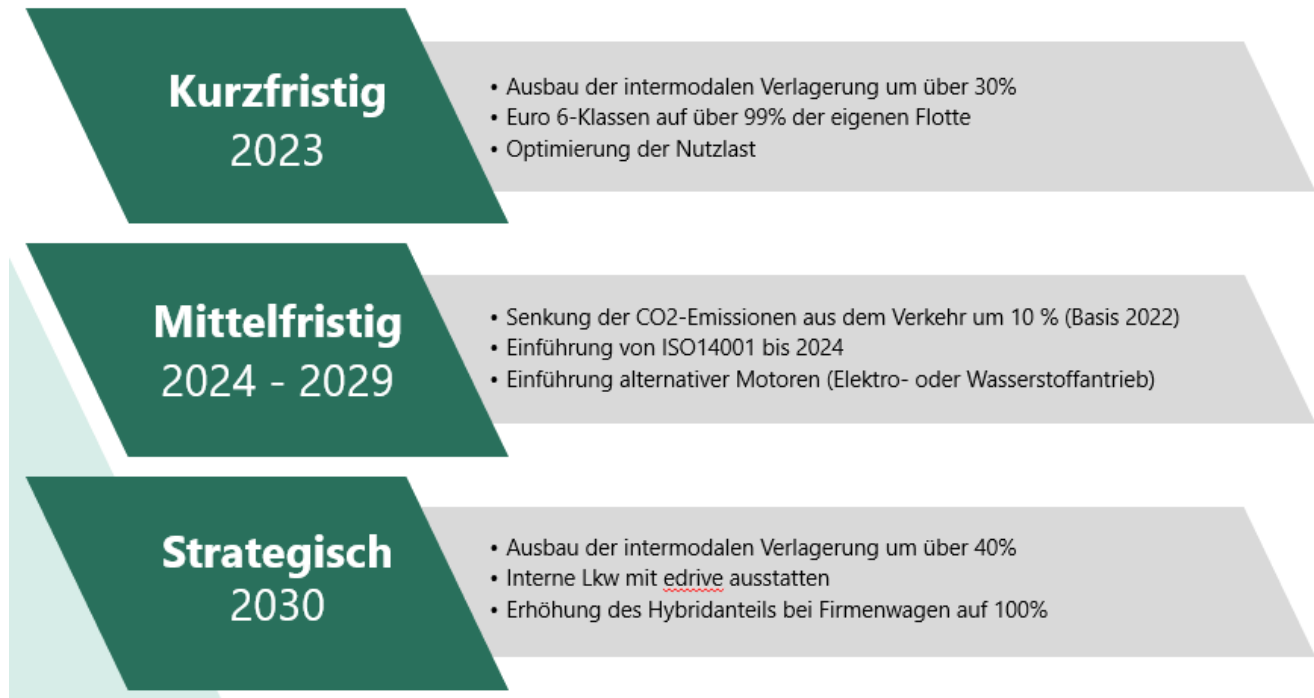 Kurzfristig
2023
• Ausbau der intermodalen Verlagerung um über 30%
• Euro 6-Klassen auf über 99% der eigenen Flotte
• Optimierung der Nutzlast
Mittelfristig
2024 - 2029
• Senkung der CO2-Emissionen aus dem Verkehr um 10 % (Basis 2022)
• Einführung von ISO14001 bis 2024
• Einführung alternativer Motoren (Elektro- oder Wasserstoffantrieb)
Strategisch
2030
• Ausbau der intermodalen Verlagerung um über 40%
• Interne Lkw mit edrive ausstatten
• Erhöhung des Hybridanteils bei Firmenwagen auf 100%